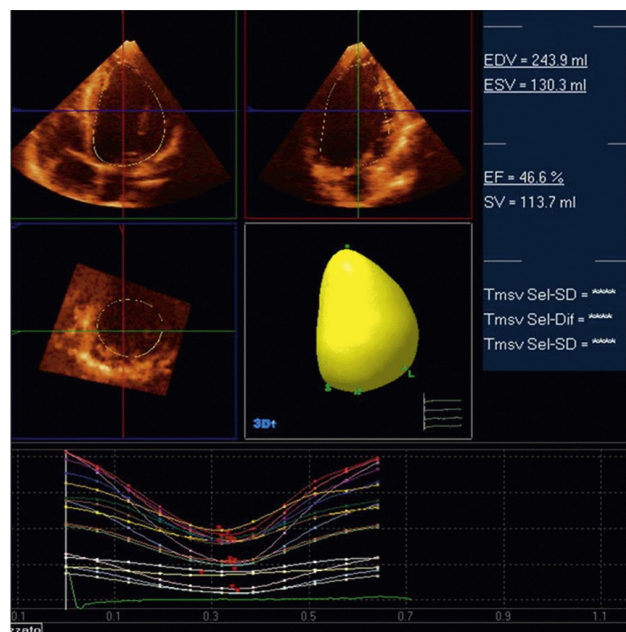 EDV = 243.9 ml
ESV = 130.3 ml
EF = 46.6 %
SV = 113.7 ml
Tmsv Sel-SD = ****
Tmsv Sel-Dif = ****
Tmsv Sel-SD = ****
S
L
3D↑
0.1 0.1 0.3 0.5 0.7 0.9 1.1
zzato